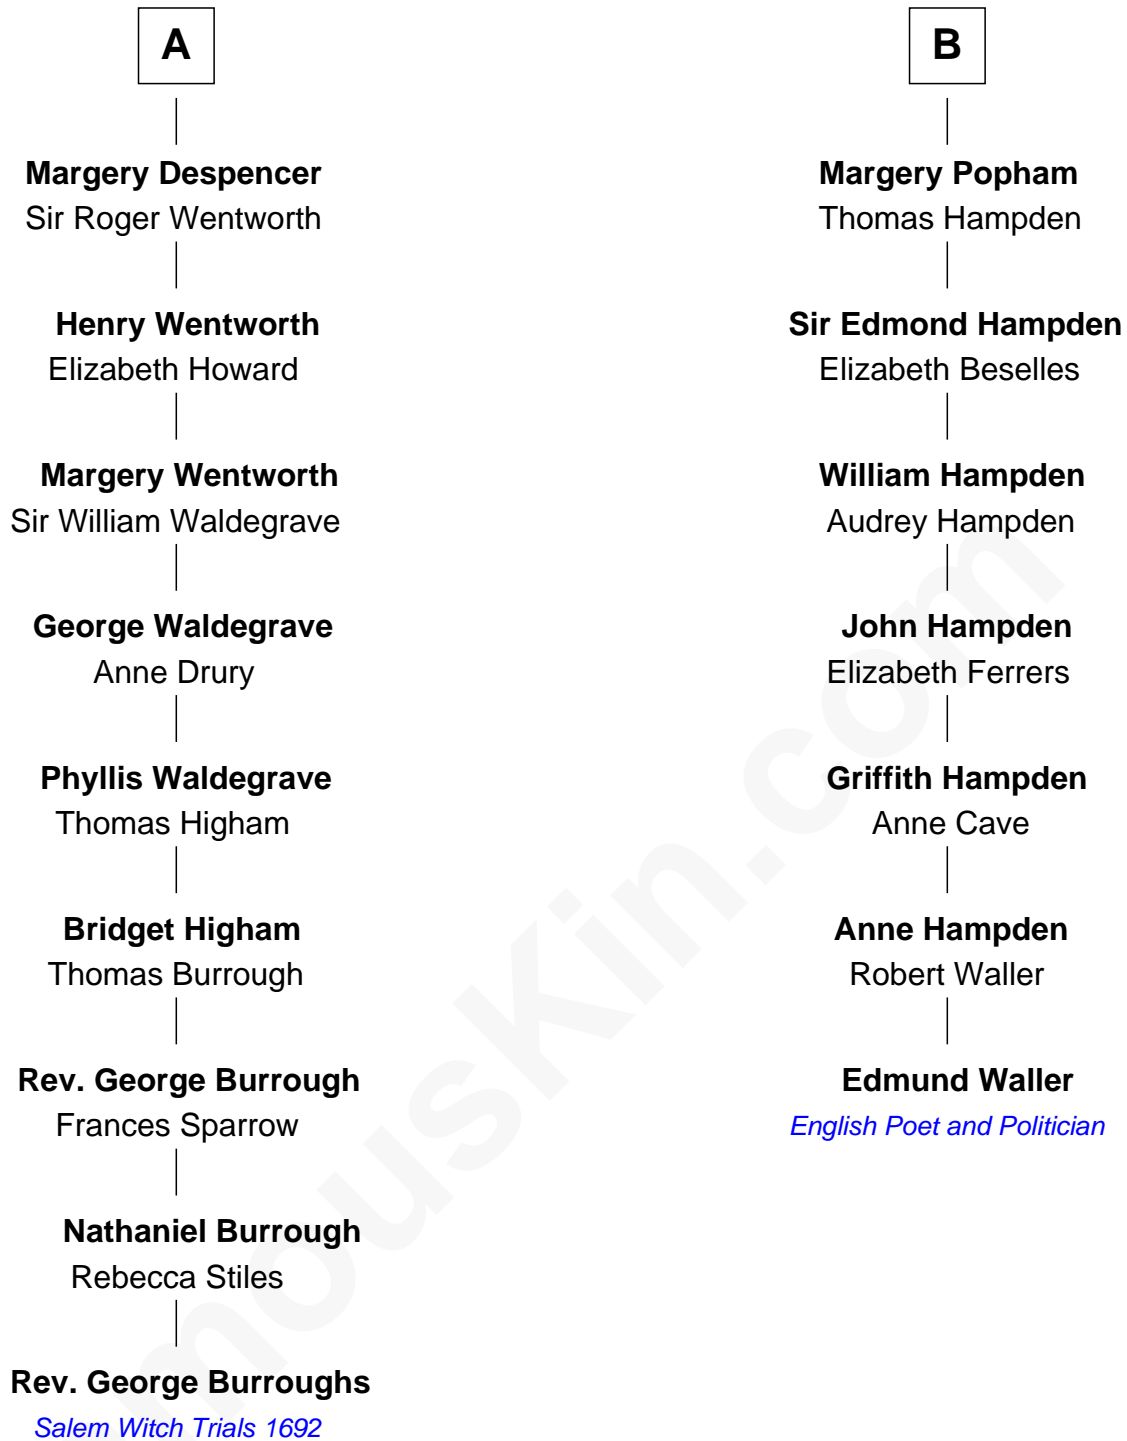 A
Margery Despencer
Sir Roger Wentworth
Henry Wentworth
Elizabeth Howard
Margery Wentworth
Sir William Waldegrave
George Waldegrave
Anne Drury
Phyllis Waldegrave
Thomas Higham
Bridget Higham
Thomas Burrough
Rev. George Burrough
Frances Sparrow
Nathaniel Burrough
Rebecca Stiles
Rev. George Burroughs
Salem Witch Trials 1692
B
Margery Popham
Thomas Hampden
Sir Edmond Hampden
Elizabeth Beselles
William Hampden
Audrey Hampden
John Hampden
Elizabeth Ferrers
Griffith Hampden
Anne Cave
Anne Hampden
Robert Waller
Edmund Waller
English Poet and Politician
mousKin.com